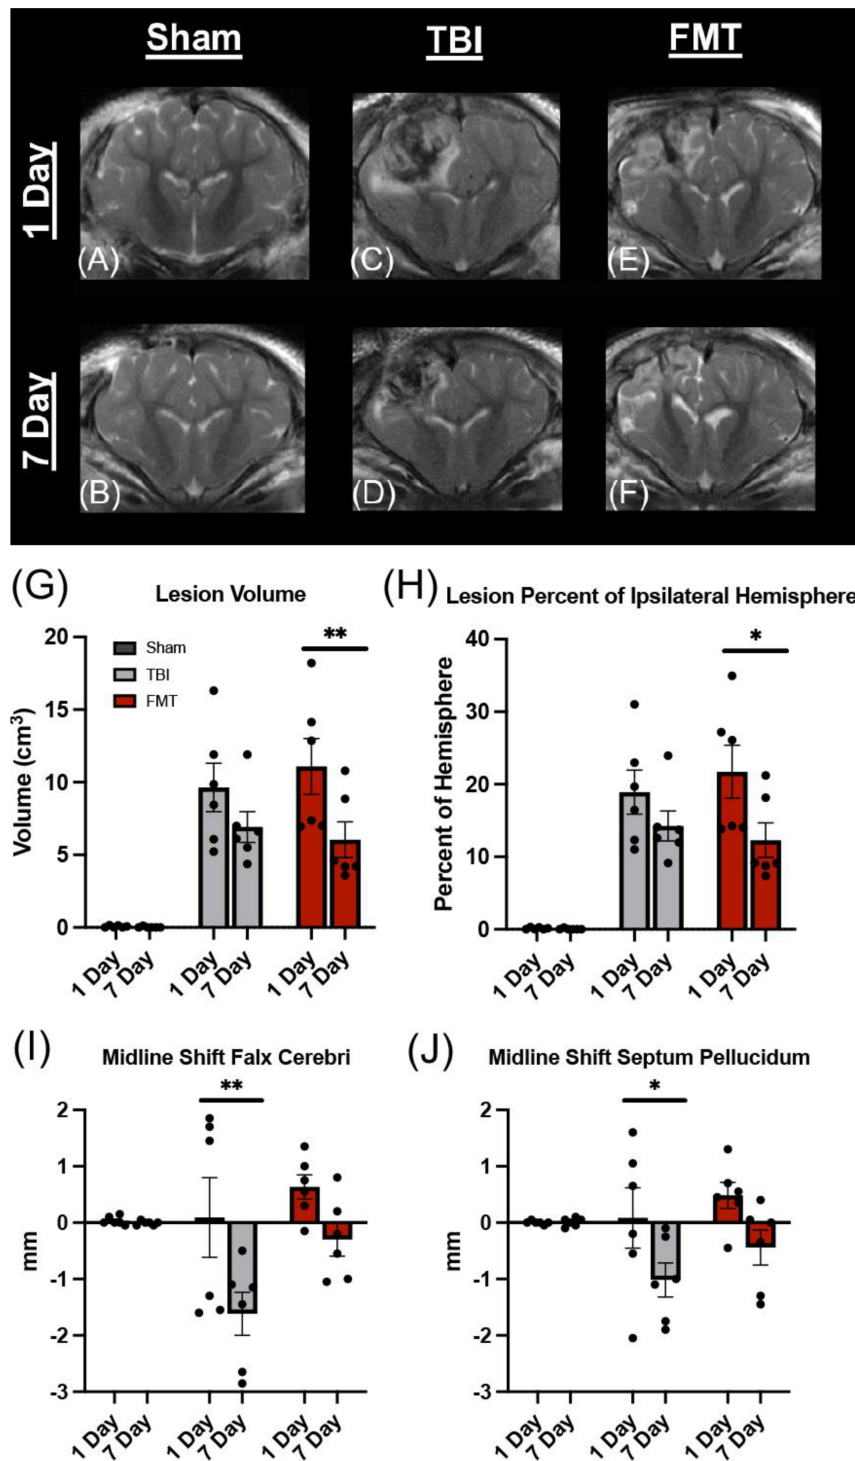 Sham TBI FMT
1 Day
(A) (C) (E)
7 Day
(B) (D) (F)
(G) Lesion Volume
20
15
10
5
0
Volume (cm³)
Sham
TBI
FMT
**
1 Day 7 Day 1 Day 7 Day 1 Day 7 Day
(H) Lesion Percent of Ipsilateral Hemisphere
40
30
20
10
0
Percent of Hemisphere
*
1 Day 7 Day 1 Day 7 Day 1 Day 7 Day
(I) Midline Shift Falx Cerebri
2
1
0
-1
-2
-3
mm
**
1 Day 7 Day 1 Day 7 Day 1 Day 7 Day
(J) Midline Shift Septum Pellucidum
2
1
0
-1
-2
-3
mm
*
1 Day 7 Day 1 Day 7 Day 1 Day 7 Day